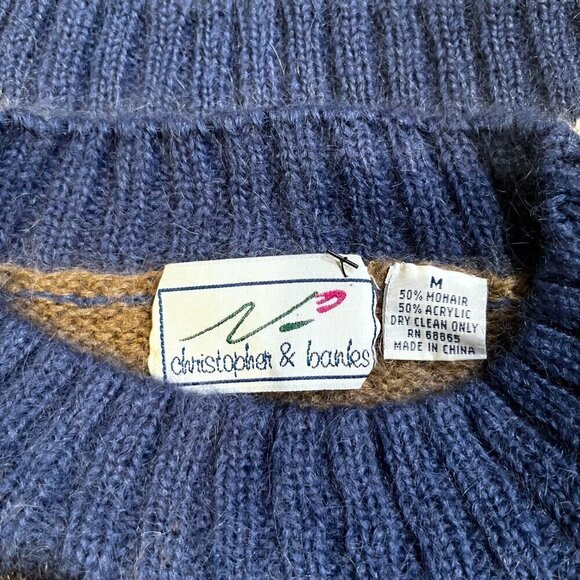 christopher & banks
M
50% MOHAIR
50% ACRYLIC
DRY CLEAN ONLY
RN 68865
MADE IN CHINA